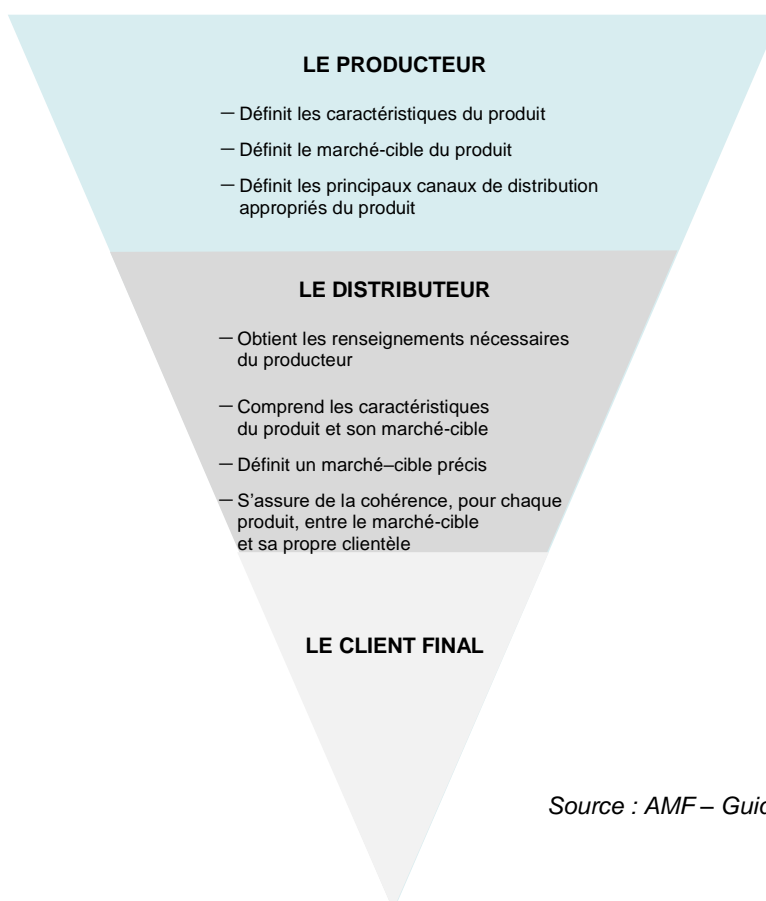 LE PRODUCTEUR
— Définit les caractéristiques du produit
— Définit le marché-cible du produit
— Définit les principaux canaux de distribution
appropriés du produit
LE DISTRIBUTEUR
— Obtient les renseignements nécessaires
du producteur
— Comprend les caractéristiques
du produit et son marché-cible
— Définit un marché–cible précis
— S’assure de la cohérence, pour chaque
produit, entre le marché-cible
et sa propre clientèle
LE CLIENT FINAL
Source : AMF –